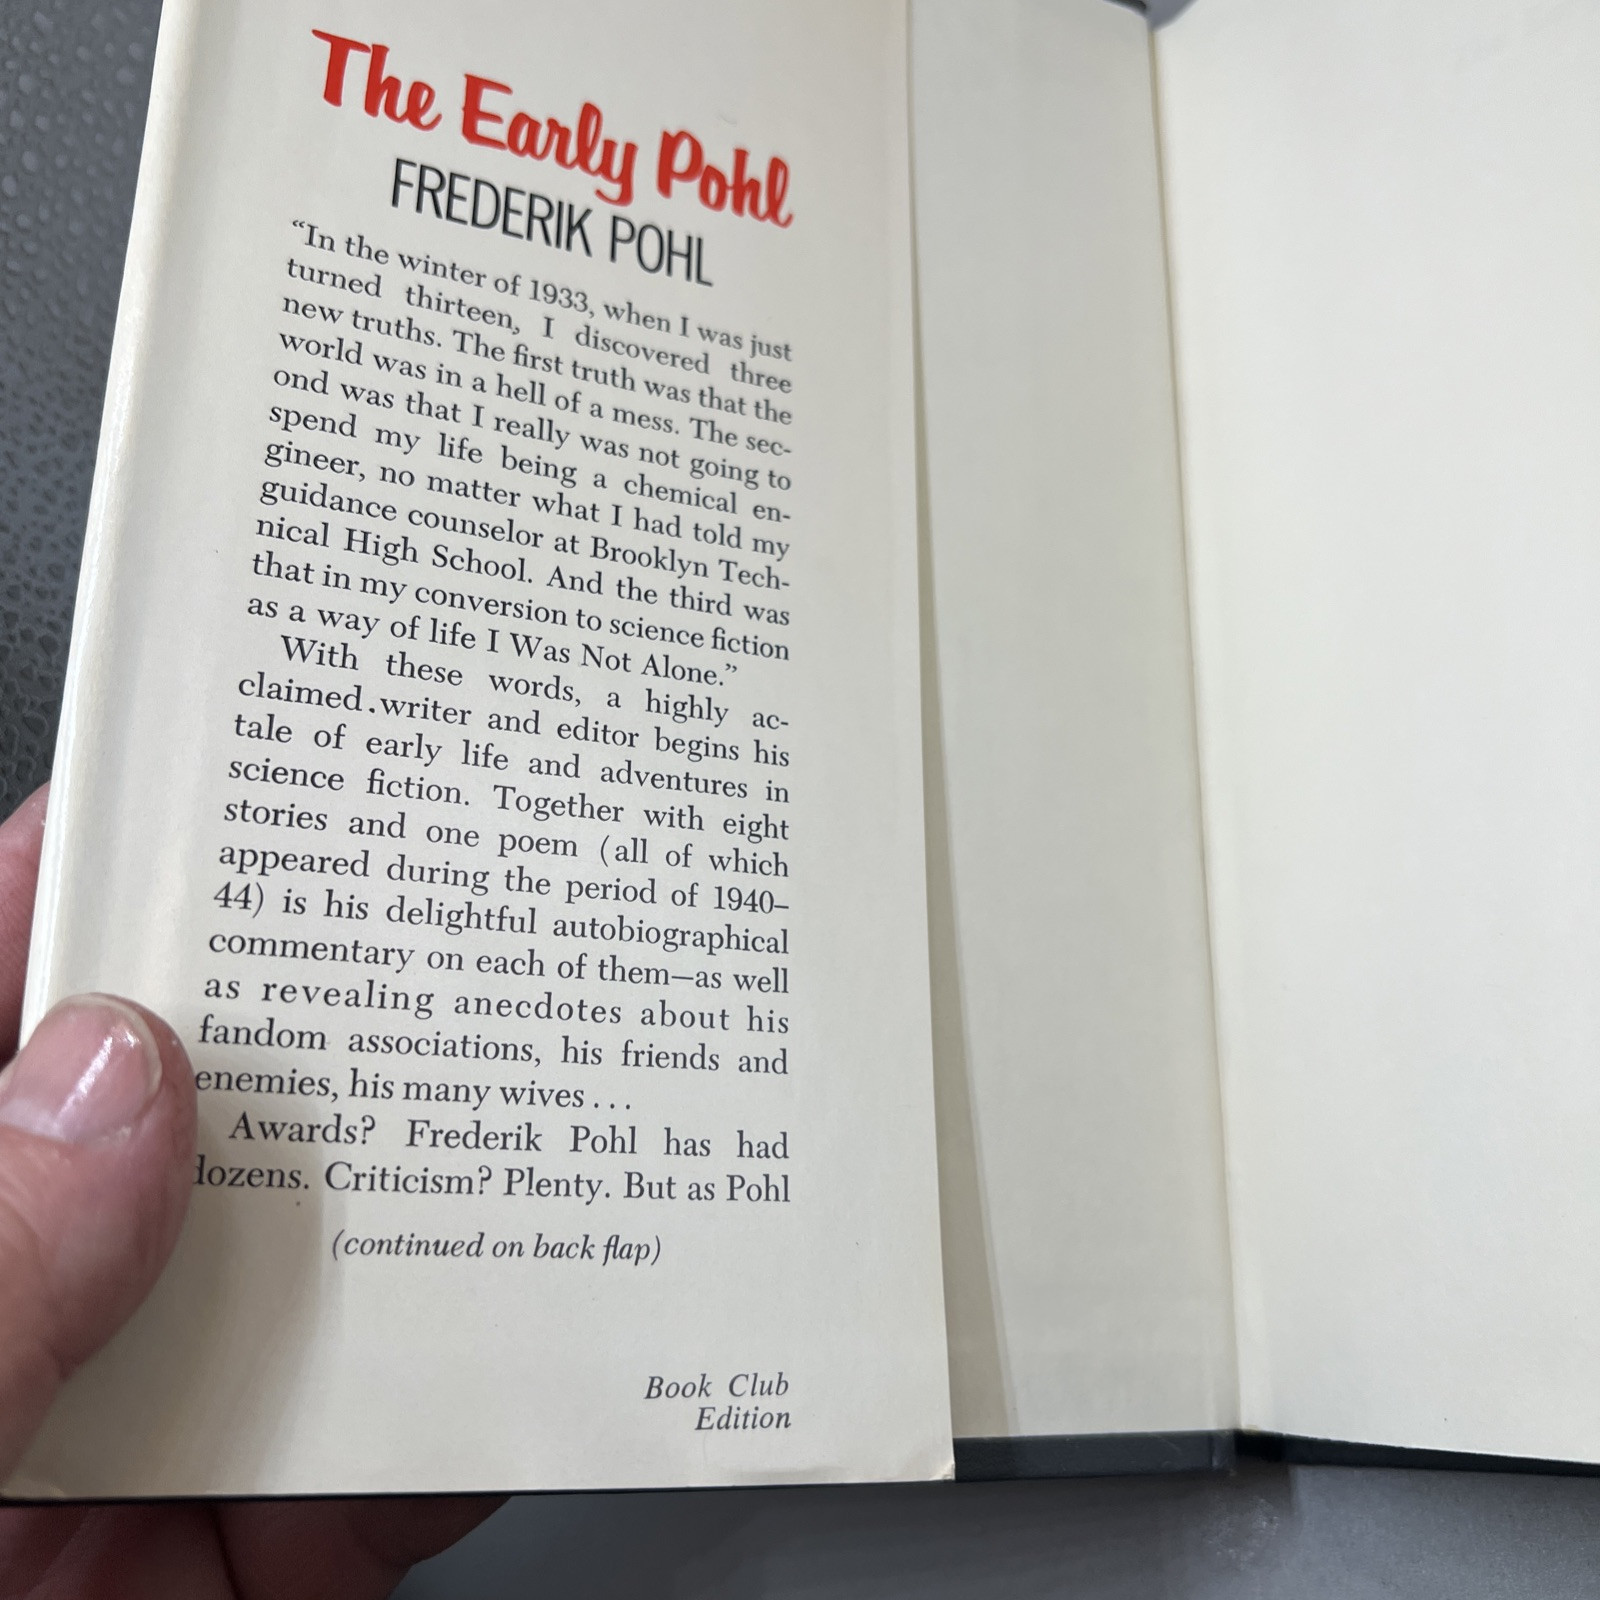 The Early Pohl
FREDERIK POHL
“In the winter of 1933, when I was just
turned thirteen, I discovered three
new truths. The first truth was that the
world was in a hell of a mess. The sec-
ond was that I really was not going to
spend my life being a chemical en-
gineer, no matter what I had told my
guidance counselor at Brooklyn Tech-
nical High School. And the third was
that in my conversion to science fiction
as a way of life I Was Not Alone.”
With these words, a highly ac-
claimed writer and editor begins his
tale of early life and adventures in
science fiction. Together with eight
stories and one poem (all of which
appeared during the period of 1940–
44) is his delightful autobiographical
commentary on each of them—as well
as revealing anecdotes about his
fandom associations, his friends and
enemies, his many wives . . .
Awards? Frederik Pohl has had
dozens. Criticism? Plenty. But as Pohl
(continued on back flap)
Book Club
Edition